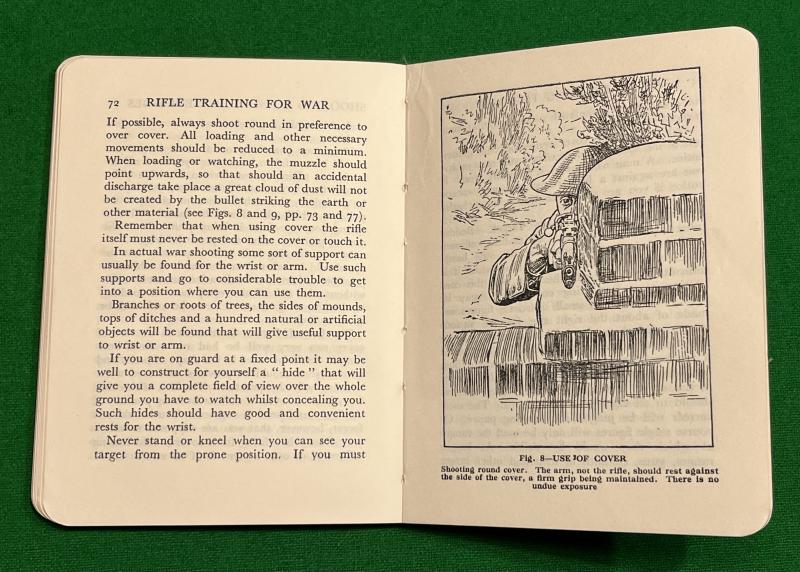 72 RIFLE TRAINING FOR WAR
If possible, always shoot round in preference to
over cover. All loading and other necessary
movements should be reduced to a minimum.
When loading or watching, the muzzle should
point upwards, so that should an accidental
discharge take place a great cloud of dust will not
be created by the bullet striking the earth or
other material (see Figs. 8 and 9, pp. 73 and 77).
Remember that when using cover the rifle
itself must never be rested on the cover or touch it.
In actual war shooting some sort of support can
usually be found for the wrist or arm. Use such
supports and go to considerable trouble to get
into a position where you can use them.
Branches or roots of trees, the sides of mounds,
tops of ditches and a hundred natural or artificial
objects will be found that will give useful support
to wrist or arm.
If you are on guard at a fixed point it may be
well to construct for yourself a " hide " that will
give you a complete field of view over the whole
ground you have to watch whilst concealing you.
Such hides should have good and convenient
rests for the wrist.
Never stand or kneel when you can see your
target from the prone position. If you must
Fig. 8—USE OF COVER
Shooting round cover. The arm, not the rifle, should rest against
the side of the cover, a firm grip being maintained. There is no
undue exposure